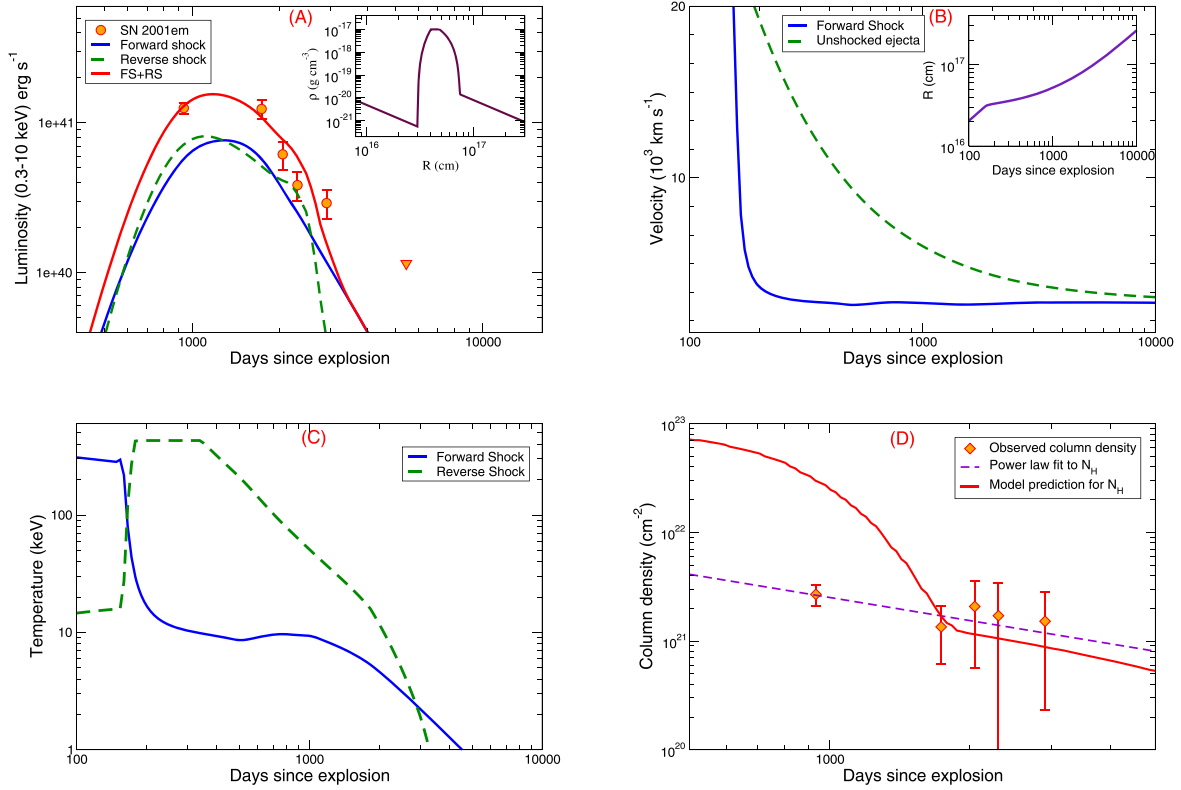 (A)
SN 2001em
Forward shock
Reverse shock
FS+RS
1e+41
1e+40
Luminosity (0.3-10 keV) erg s-1
1000
10000
Days since explosion
10-17
10-18
10-19
10-20
10-21
ρ (g cm-3)
1016
1017
R (cm)
(B)
Forward Shock
Unshocked ejecta
20
10
Velocity (103 km s-1)
100
1000
10000
Days since explosion
1017
1016
R (cm)
100
1000
10000
Days since explosion
(C)
Forward Shock
Reverse Shock
100
10
1
Temperature (keV)
100
1000
10000
Days since explosion
(D)
Observed column density
Power law fit to NH
Model prediction for NH
1023
1022
1021
1020
Column density (cm-2)
1000
Days since explosion